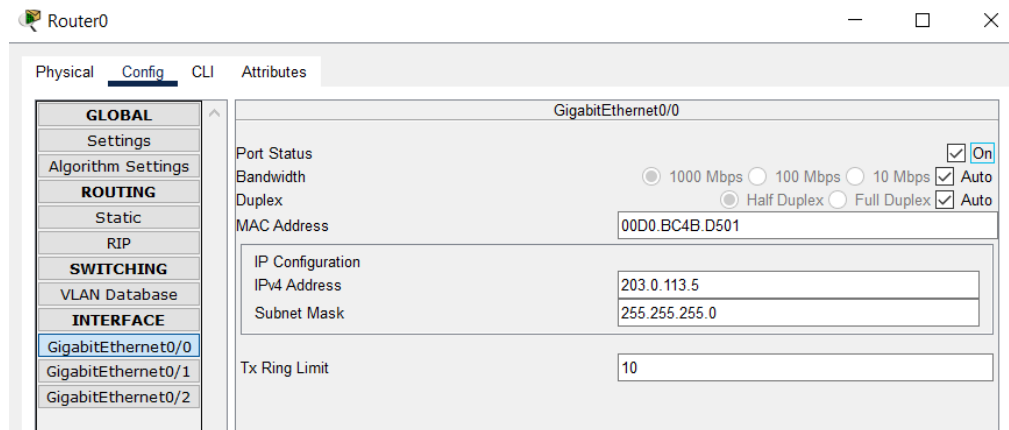 Router0
Physical Config CLI Attributes
GLOBAL
Settings
Algorithm Settings
ROUTING
Static
RIP
SWITCHING
VLAN Database
INTERFACE
GigabitEthernet0/0
GigabitEthernet0/1
GigabitEthernet0/2
GigabitEthernet0/0
Port Status On
Bandwidth 1000 Mbps 100 Mbps 10 Mbps Auto
Duplex Half Duplex Full Duplex Auto
MAC Address 00D0.BC4B.D501
IP Configuration
IPv4 Address 203.0.113.5
Subnet Mask 255.255.255.0
Tx Ring Limit 10